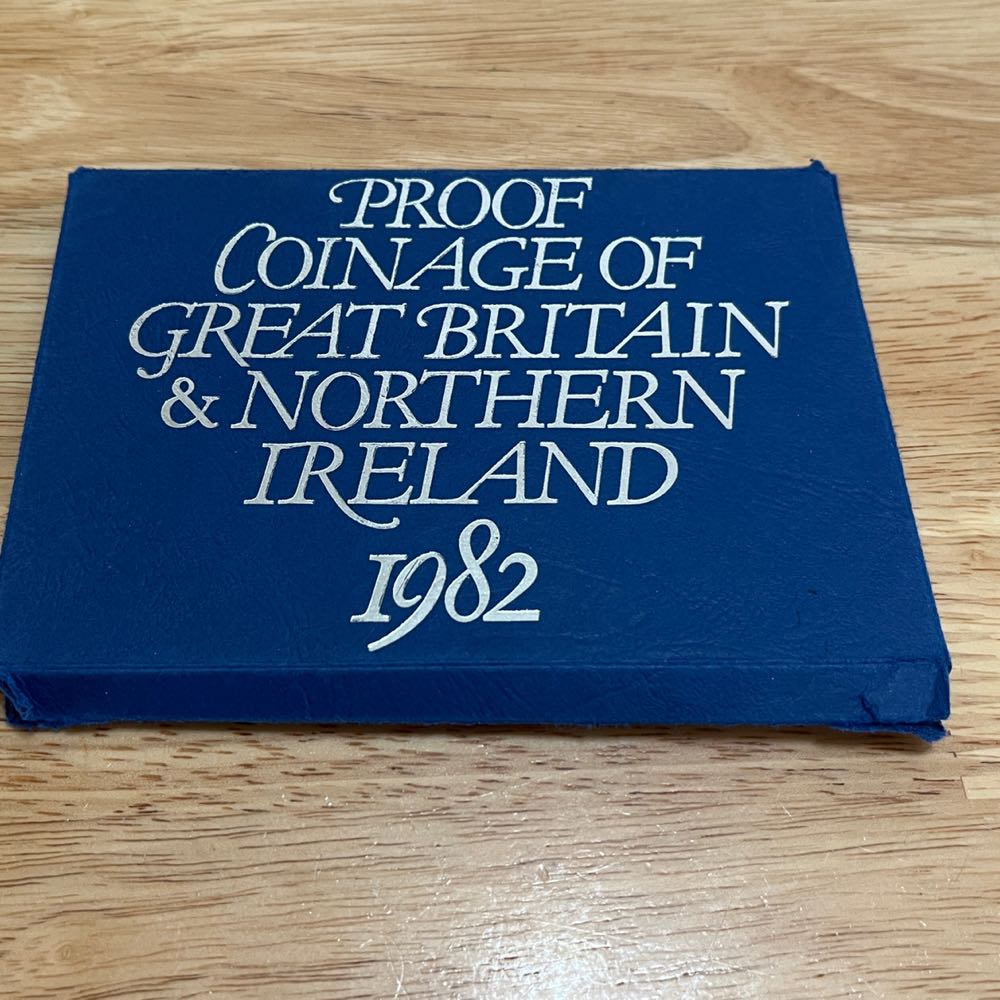 PROOF
COINAGE OF
GREAT BRITAIN
& NORTHERN
IRELAND
1982